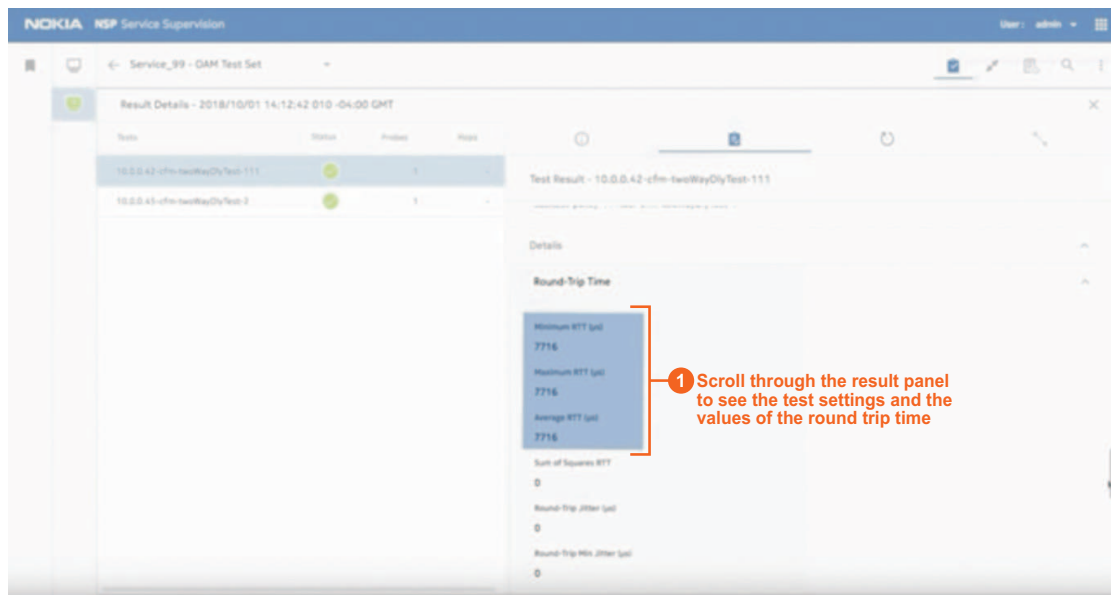 NOKIA NSP Service Supervision
User: admin
Service_99 - OAM Test Set
Result Details - 2018/10/01 14:12:42 010 -04:00 GMT
Tests Status Probes Hops
10.0.0.42-cfm-twoWayDlyTest-111 1 -
10.0.0.45-cfm-twoWayDlyTest-2 1 -
Test Result - 10.0.0.42-cfm-twoWayDlyTest-111
Details
Round-Trip Time
Minimum RTT (µs)
7716
Maximum RTT (µs)
7716
Average RTT (µs)
7716
1 Scroll through the result panel
to see the test settings and the
values of the round trip time
Sum of Squares RTT
0
Round-Trip Jitter (µs)
0
Round-Trip Min Jitter (µs)
0